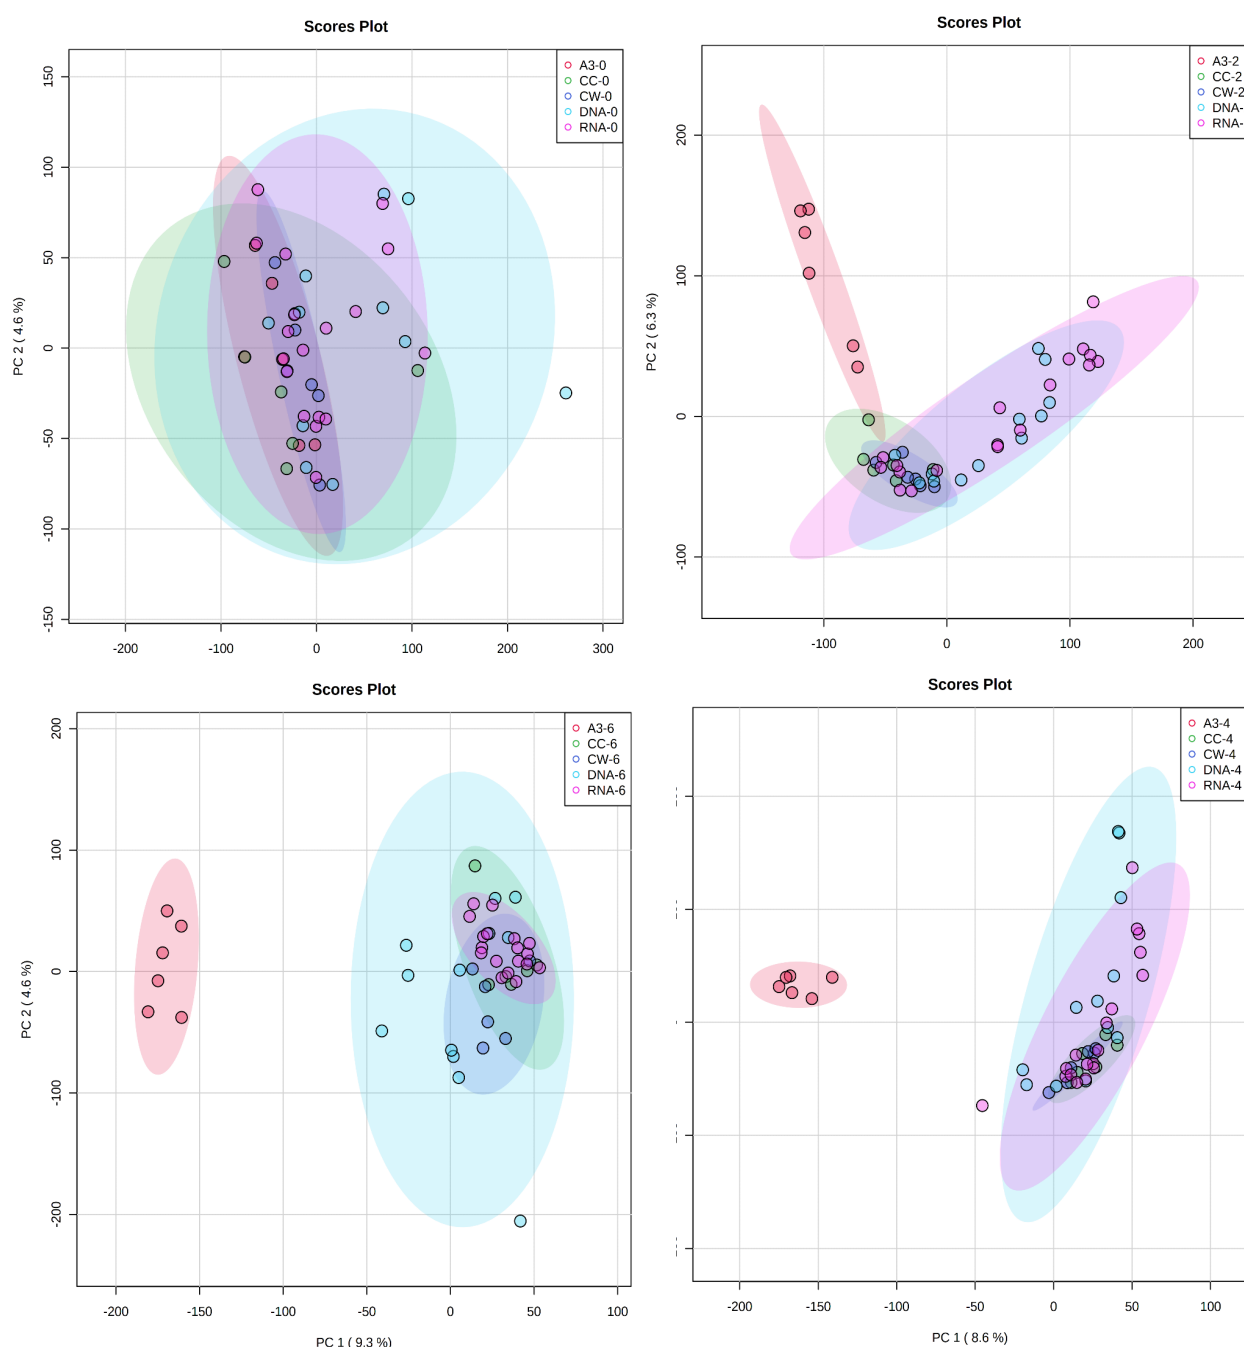 Scores Plot
A3-0
CC-0
CW-0
DNA-0
RNA-0
PC 2 ( 4.6 %)
150
100
50
0
-50
-100
-150
-200
-100
0
100
200
300
Scores Plot
A3-2
CC-2
CW-2
DNA-
RNA-
PC 2 ( 6.3 %)
200
100
0
-100
-100
0
100
200
Scores Plot
A3-6
CC-6
CW-6
DNA-6
RNA-6
PC 2 ( 4.6 %)
200
100
0
-100
-200
-200
-150
-100
-50
0
50
100
PC 1 ( 9.3 %)
Scores Plot
A3-4
CC-4
CW-4
DNA-4
RNA-4
-200
-150
-100
-50
0
50
100
PC 1 ( 8.6 %)